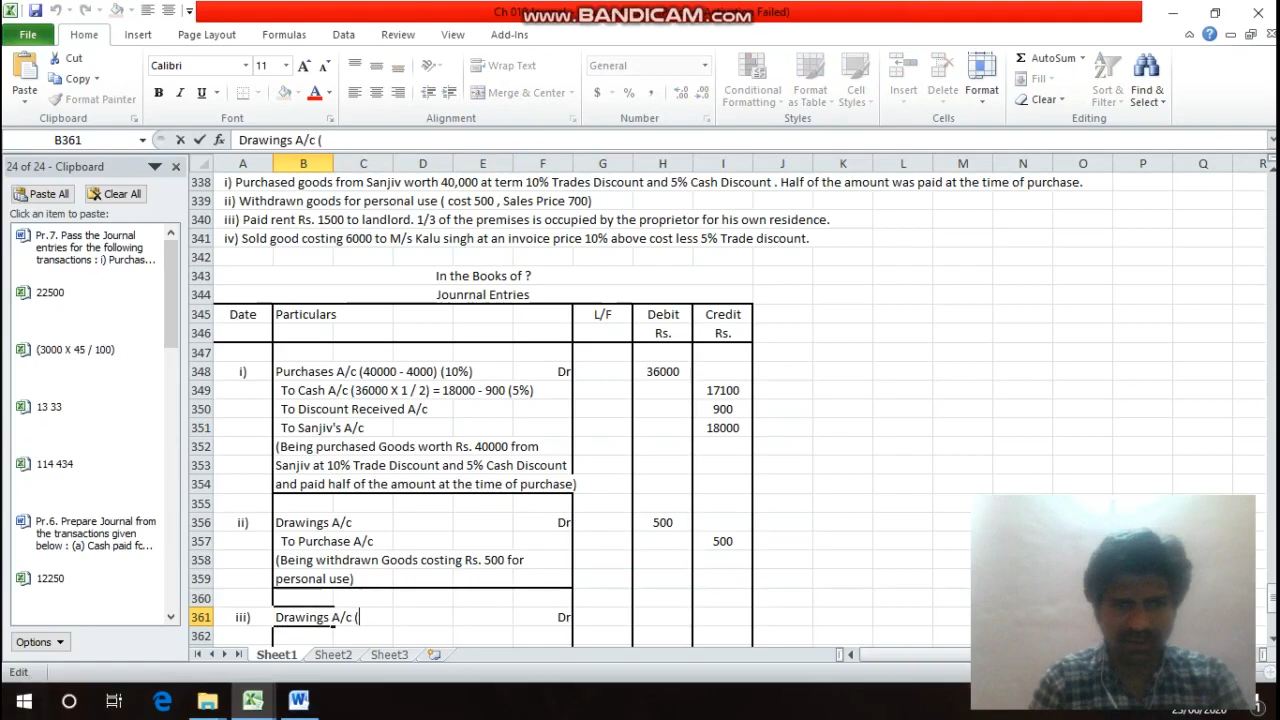 www.BANDICAM.com
File Home Insert Page Layout Formulas Data Review View Add-Ins
Cut
Copy
Format Painter
Paste
Clipboard
Calibri 11
Font
Wrap Text
Merge & Center
Alignment
General
Number
Conditional Formatting
Format as Table
Cell Styles
Styles
Insert Delete Format
Cells
AutoSum
Fill
Clear
Sort & Filter
Find & Select
Editing
B361 fx Drawings A/c (
24 of 24 - Clipboard
Paste All Clear All
Click an item to paste:
Pr.7. Pass the Journal
entries for the following
transactions : i) Purchas...
22500
(3000 X 45 / 100)
13 33
114 434
Pr.6. Prepare Journal from
the transactions given
below : (a) Cash paid fc...
12250
Options
A B C D E F G H I J K L M N O P Q R
338 i) Purchased goods from Sanjiv worth 40,000 at term 10% Trades Discount and 5% Cash Discount . Half of the amount was paid at the time of purchase.
339 ii) Withdrawn goods for personal use ( cost 500 , Sales Price 700)
340 iii) Paid rent Rs. 1500 to landlord. 1/3 of the premises is occupied by the proprietor for his own residence.
341 iv) Sold good costing 6000 to M/s Kalu singh at an invoice price 10% above cost less 5% Trade discount.
342
343 In the Books of ?
344 Jounrnal Entries
345 Date Particulars L/F Debit Credit
346 Rs. Rs.
347
348 i) Purchases A/c (40000 - 4000) (10%) Dr 36000
349 To Cash A/c (36000 X 1 / 2) = 18000 - 900 (5%) 17100
350 To Discount Received A/c 900
351 To Sanjiv's A/c 18000
352 (Being purchased Goods worth Rs. 40000 from
353 Sanjiv at 10% Trade Discount and 5% Cash Discount
354 and paid half of the amount at the time of purchase)
355
356 ii) Drawings A/c Dr 500
357 To Purchase A/c 500
358 (Being withdrawn Goods costing Rs. 500 for
359 personal use)
360
361 iii) Drawings A/c ( Dr
362
Sheet1 Sheet2 Sheet3
Edit